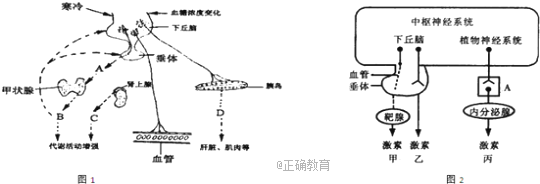 寒冷
血糖浓度变化
下丘脑
垂体
A
甲状腺
肾上腺
胰岛
B
C
D
代谢活动增强
血管
肝脏、肌肉等
@正确教育
图1
中枢神经系统
下丘脑
植物神经系统
血管
垂体
A
靶腺
内分泌腺
激素
激素
激素
甲
乙
丙
图2